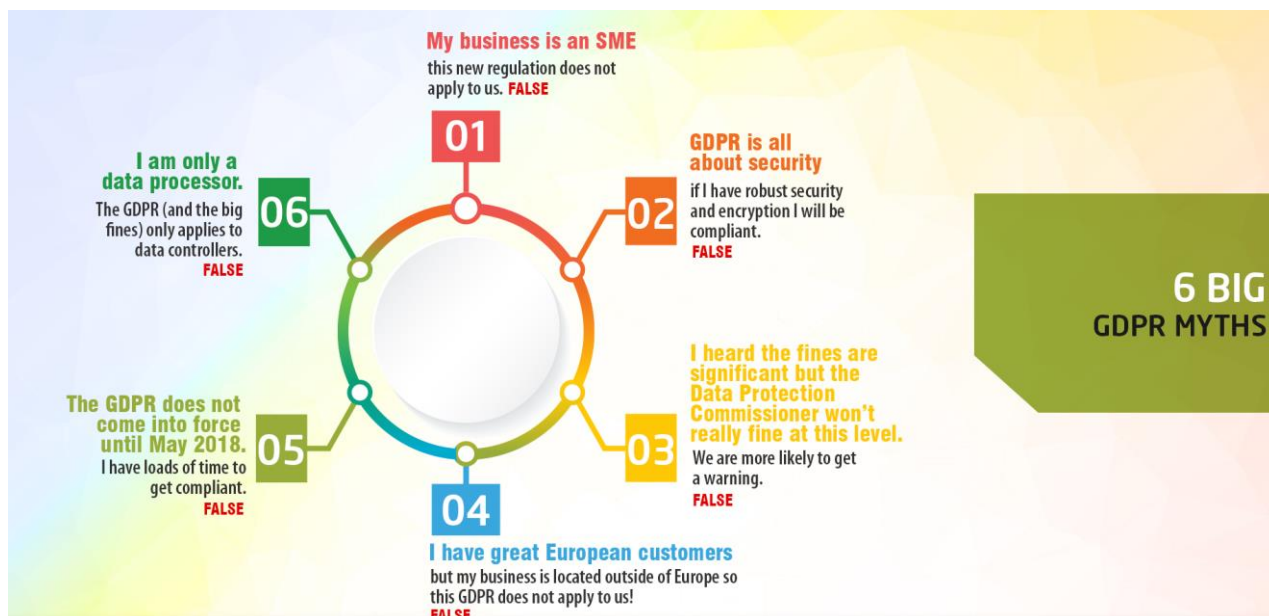 My business is an SME
this new regulation does not
apply to us. FALSE
01
GDPR is all
about security
if I have robust security
and encryption I will be
compliant.
FALSE
02
I heard the fines are
significant but the
Data Protection
Commissioner won't
really fine at this level.
We are more likely to get
a warning.
FALSE
03
04
I have great European customers
but my business is located outside of Europe so
this GDPR does not apply to us!
FALSE
The GDPR does not
come into force
until May 2018.
I have loads of time to
get compliant.
FALSE
05
I am only a
data processor.
The GDPR (and the big
fines) only applies to
data controllers.
FALSE
06
6 BIG
GDPR MYTHS